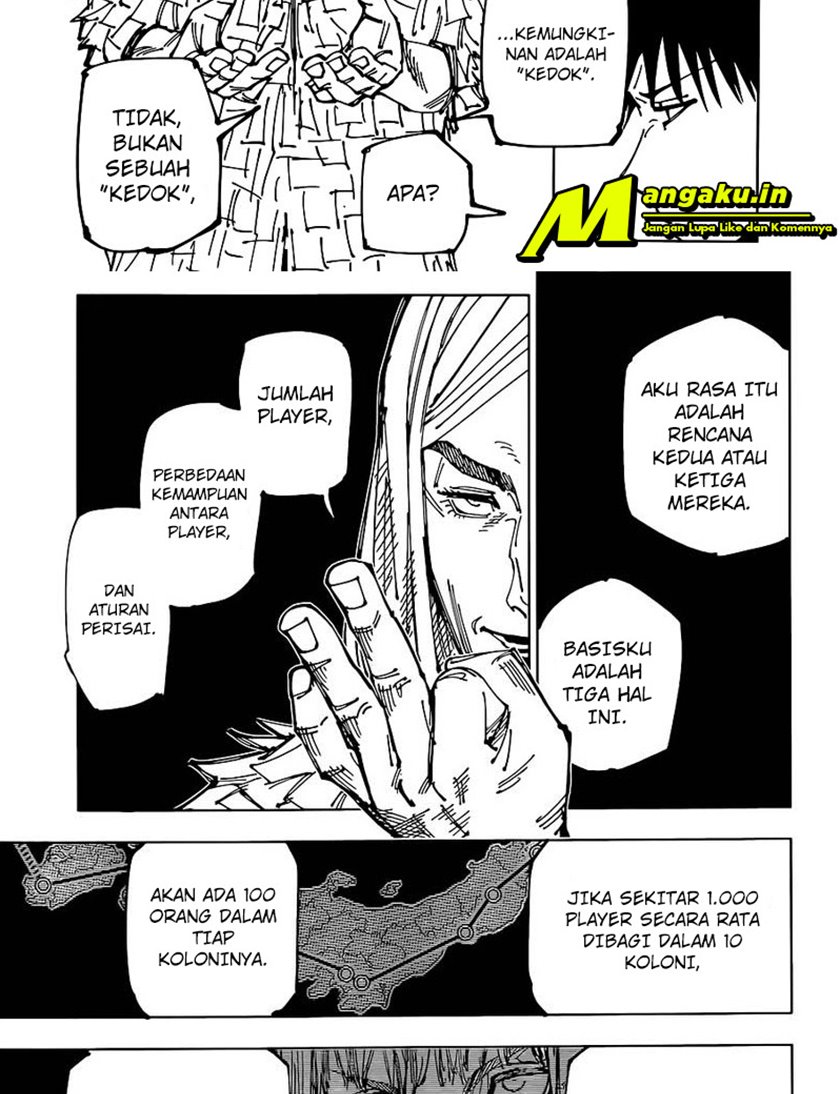 ...KEMUNGKI-
NAN ADALAH
"KEDOK".
APA?
TIDAK,
BUKAN
SEBUAH
"KEDOK",
Mangaku.in
Jangan Lupa Like dan Komennya
AKU RASA ITU
ADALAH
RENCANA
KEDUA ATAU
KETIGA
MEREKA.
BASISKU
ADALAH
TIGA HAL
INI.
JUMLAH
PLAYER,
PERBEDAAN
KEMAMPUAN
ANTARA
PLAYER,
DAN
ATURAN
PERISAI.
JIKA SEKITAR 1.000
PLAYER SECARA RATA
DIBAGI DALAM 10
KOLONI,
AKAN ADA 100
ORANG DALAM
TIAP
KOLONINYA.